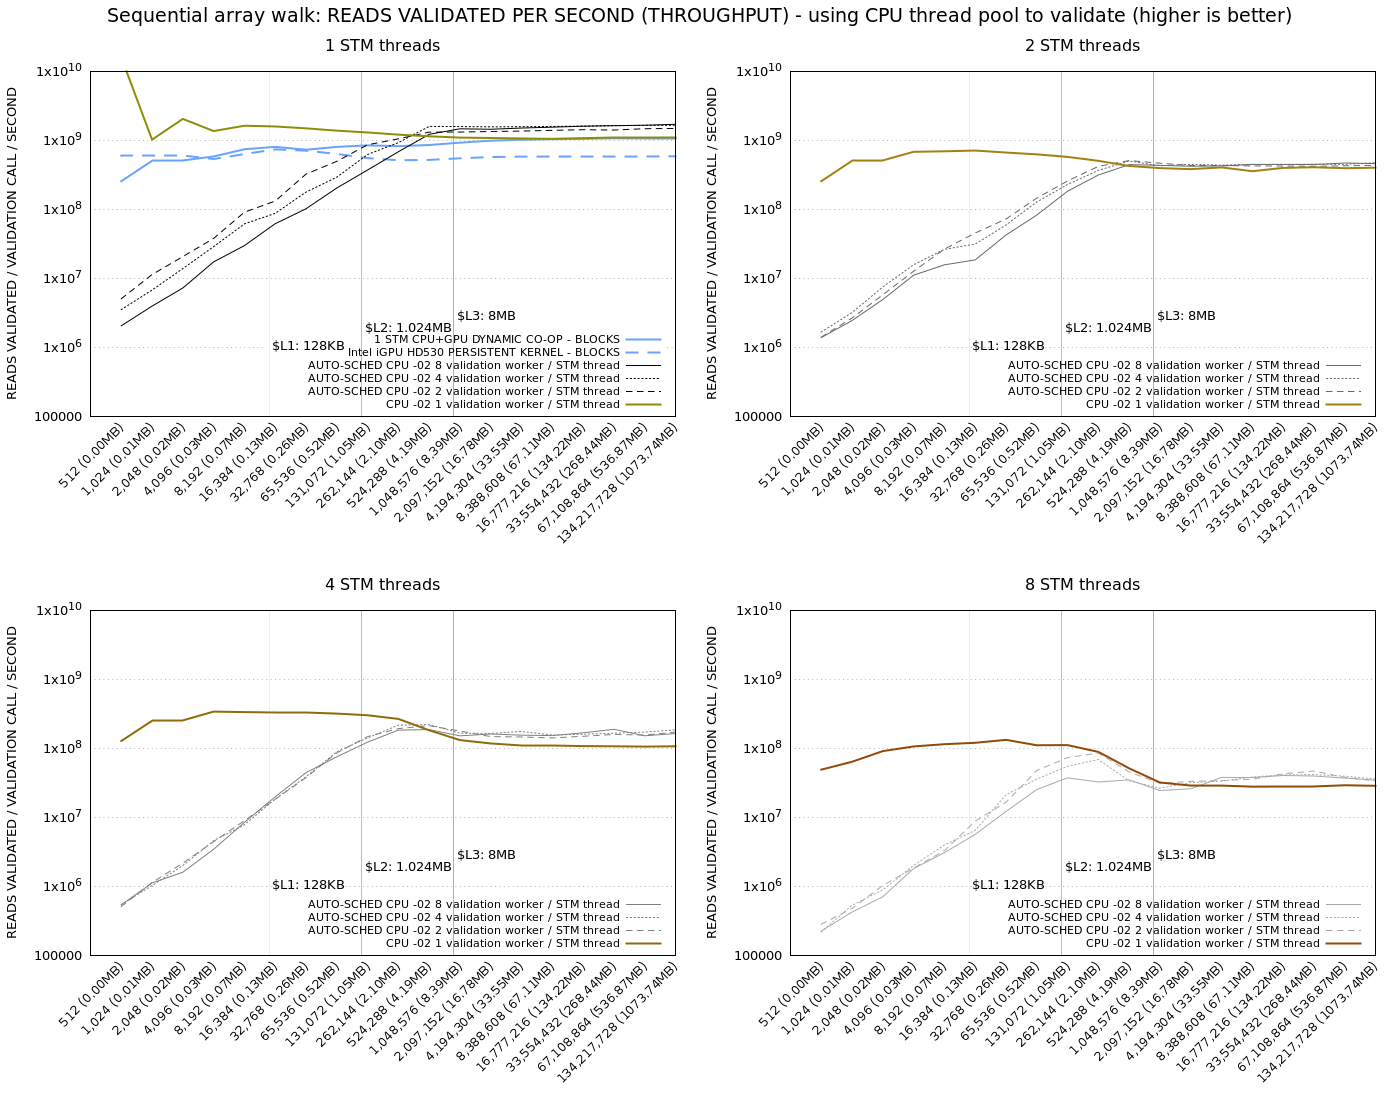 Sequential array walk: READS VALIDATED PER SECOND (THROUGHPUT) - using CPU thread pool to validate (higher is better)
1 STM threads
READS VALIDATED / VALIDATION CALL / SECOND
1x10^10
1x10^9
1x10^8
1x10^7
1x10^6
100000
$L1: 128KB
$L2: 1.024MB
$L3: 8MB
1 STM CPU+GPU DYNAMIC CO-OP - BLOCKS
Intel iGPU HD530 PERSISTENT KERNEL - BLOCKS
AUTO-SCHED CPU -02 8 validation worker / STM thread
AUTO-SCHED CPU -02 4 validation worker / STM thread
AUTO-SCHED CPU -02 2 validation worker / STM thread
CPU -02 1 validation worker / STM thread
512 (0.00MB)
1,024 (0.01MB)
2,048 (0.02MB)
4,096 (0.03MB)
8,192 (0.07MB)
16,384 (0.13MB)
32,768 (0.26MB)
65,536 (0.52MB)
131,072 (1.05MB)
262,144 (2.10MB)
524,288 (4.19MB)
1,048,576 (8.39MB)
2,097,152 (16.78MB)
4,194,304 (33.55MB)
8,388,608 (67.11MB)
16,777,216 (134.22MB)
33,554,432 (268.44MB)
67,108,864 (536.87MB)
134,217,728 (1073.74MB)
2 STM threads
READS VALIDATED / VALIDATION CALL / SECOND
1x10^10
1x10^9
1x10^8
1x10^7
1x10^6
100000
$L1: 128KB
$L2: 1.024MB
$L3: 8MB
AUTO-SCHED CPU -02 8 validation worker / STM thread
AUTO-SCHED CPU -02 4 validation worker / STM thread
AUTO-SCHED CPU -02 2 validation worker / STM thread
CPU -02 1 validation worker / STM thread
512 (0.00MB)
1,024 (0.01MB)
2,048 (0.02MB)
4,096 (0.03MB)
8,192 (0.07MB)
16,384 (0.13MB)
32,768 (0.26MB)
65,536 (0.52MB)
131,072 (1.05MB)
262,144 (2.10MB)
524,288 (4.19MB)
1,048,576 (8.39MB)
2,097,152 (16.78MB)
4,194,304 (33.55MB)
8,388,608 (67.11MB)
16,777,216 (134.22MB)
33,554,432 (268.44MB)
67,108,864 (536.87MB)
134,217,728 (1073.74MB)
4 STM threads
READS VALIDATED / VALIDATION CALL / SECOND
1x10^10
1x10^9
1x10^8
1x10^7
1x10^6
100000
$L1: 128KB
$L2: 1.024MB
$L3: 8MB
AUTO-SCHED CPU -02 8 validation worker / STM thread
AUTO-SCHED CPU -02 4 validation worker / STM thread
AUTO-SCHED CPU -02 2 validation worker / STM thread
CPU -02 1 validation worker / STM thread
512 (0.00MB)
1,024 (0.01MB)
2,048 (0.02MB)
4,096 (0.03MB)
8,192 (0.07MB)
16,384 (0.13MB)
32,768 (0.26MB)
65,536 (0.52MB)
131,072 (1.05MB)
262,144 (2.10MB)
524,288 (4.19MB)
1,048,576 (8.39MB)
2,097,152 (16.78MB)
4,194,304 (33.55MB)
8,388,608 (67.11MB)
16,777,216 (134.22MB)
33,554,432 (268.44MB)
67,108,864 (536.87MB)
134,217,728 (1073.74MB)
8 STM threads
READS VALIDATED / VALIDATION CALL / SECOND
1x10^10
1x10^9
1x10^8
1x10^7
1x10^6
100000
$L1: 128KB
$L2: 1.024MB
$L3: 8MB
AUTO-SCHED CPU -02 8 validation worker / STM thread
AUTO-SCHED CPU -02 4 validation worker / STM thread
AUTO-SCHED CPU -02 2 validation worker / STM thread
CPU -02 1 validation worker / STM thread
512 (0.00MB)
1,024 (0.01MB)
2,048 (0.02MB)
4,096 (0.03MB)
8,192 (0.07MB)
16,384 (0.13MB)
32,768 (0.26MB)
65,536 (0.52MB)
131,072 (1.05MB)
262,144 (2.10MB)
524,288 (4.19MB)
1,048,576 (8.39MB)
2,097,152 (16.78MB)
4,194,304 (33.55MB)
8,388,608 (67.11MB)
16,777,216 (134.22MB)
33,554,432 (268.44MB)
67,108,864 (536.87MB)
134,217,728 (1073.74MB)